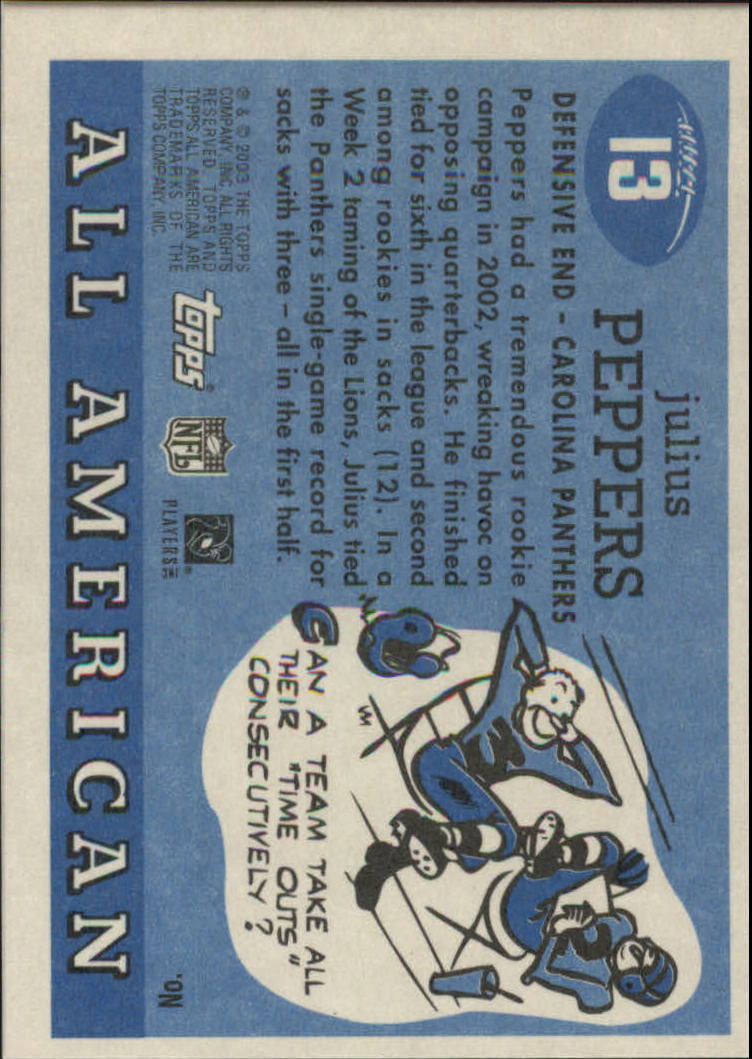 13
julius
PEPPERS
DEFENSIVE END - CAROLINA PANTHERS
Peppers had a tremendous rookie
campaign in 2002, wreaking havoc on
opposing quarterbacks. He finished
tied for sixth in the league and second
among rookies in sacks (12). In a
Week 2 taming of the Lions, Julius tied
the Panthers single-game record for
sacks with three – all in the first half.
CAN A TEAM TAKE ALL
THEIR "TIME OUTS"
CONSECUTIVELY?
® & © 2003 THE TOPPS
COMPANY, INC. ALL RIGHTS
RESERVED. TOPPS AND
TOPPS ALL AMERICAN ARE
TRADEMARKS OF THE
TOPPS COMPANY, INC.
topps®
NFL
PLAYERS
No.
ALL AMERICAN